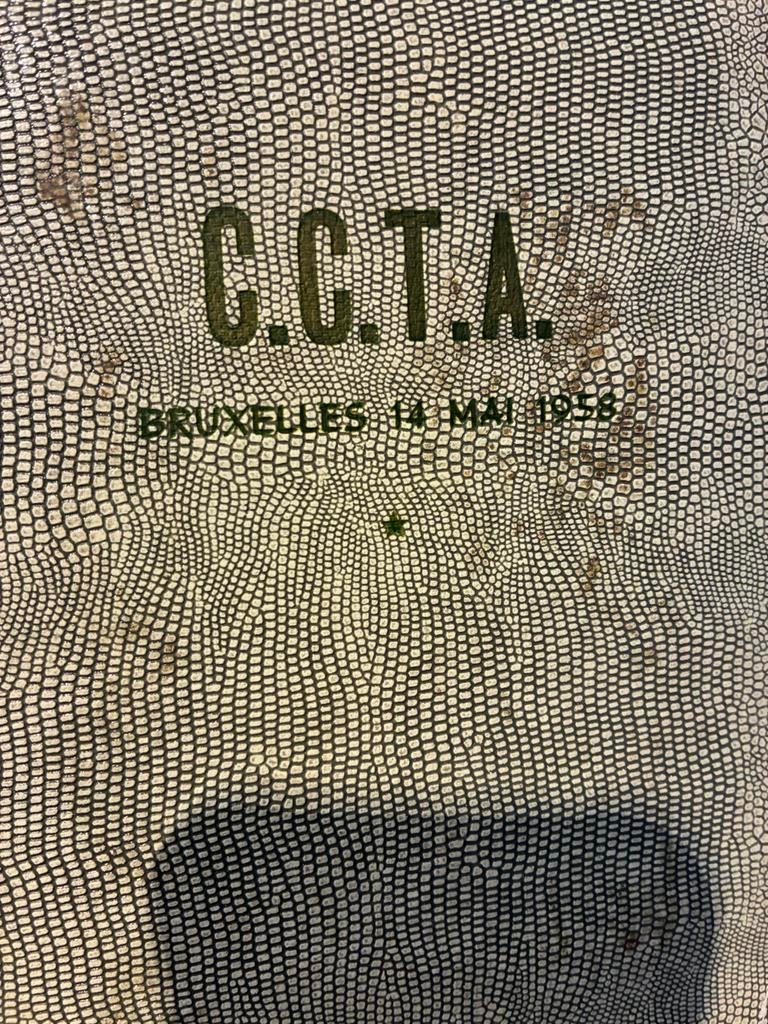 C.C.T.A.
BRUXELLES 14 MAI 1958